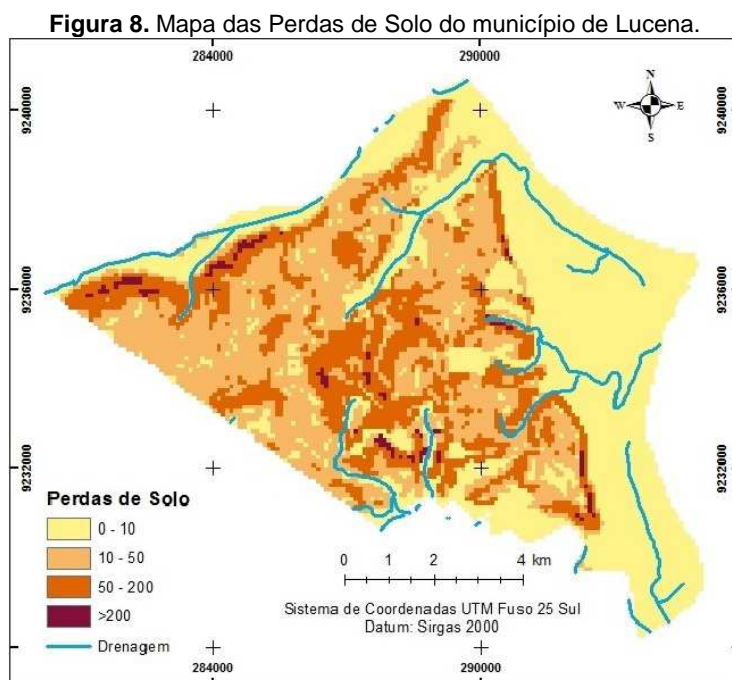 Figura 8. Mapa das Perdas de Solo do município de Lucena.
284000 290000
9240000 9240000
N
W E
S
9236000 9236000
9232000 9232000
Perdas de Solo
0 - 10
10 - 50
50 - 200
>200
Drenagem
0 1 2 4 km
Sistema de Coordenadas UTM Fuso 25 Sul
Datum: Sirgas 2000
284000 290000